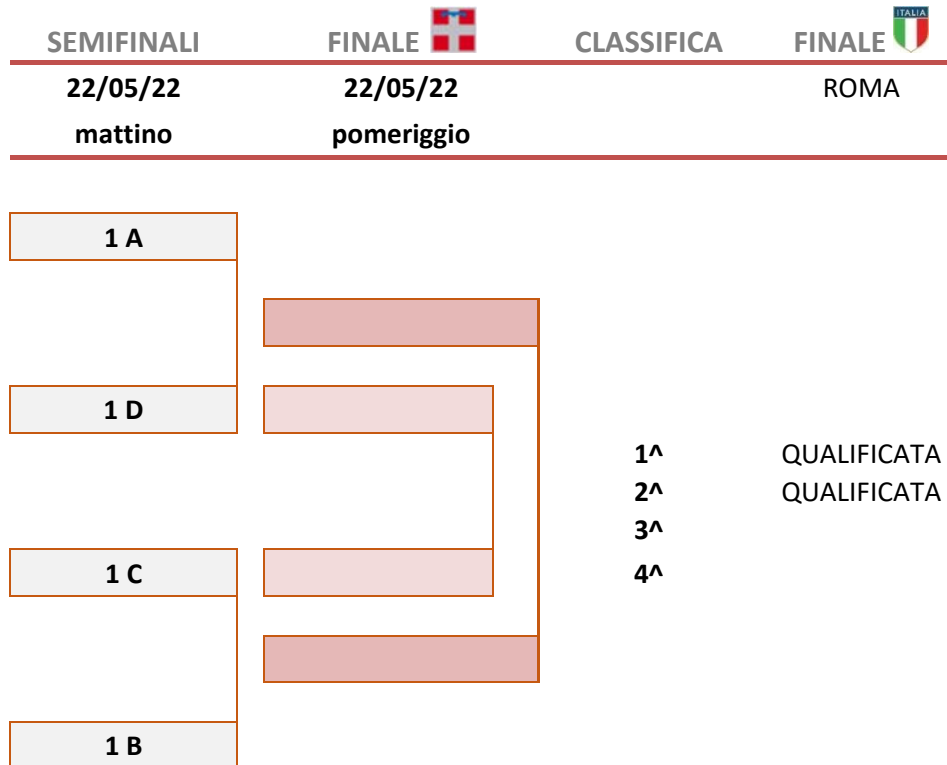 SEMIFINALI FINALE CLASSIFICA FINALE ITALIA
22/05/22 22/05/22 ROMA
mattino pomeriggio
1 A
1 D
1^ QUALIFICATA
2^ QUALIFICATA
3^
1 C 4^
1 B